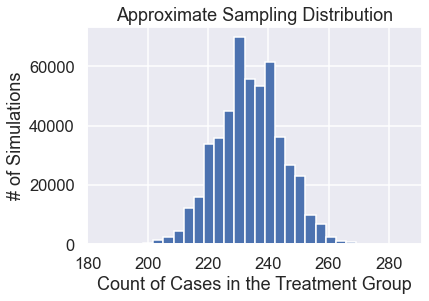 Approximate Sampling Distribution
# of Simulations
60000
40000
20000
0
180 200 220 240 260 280
Count of Cases in the Treatment Group